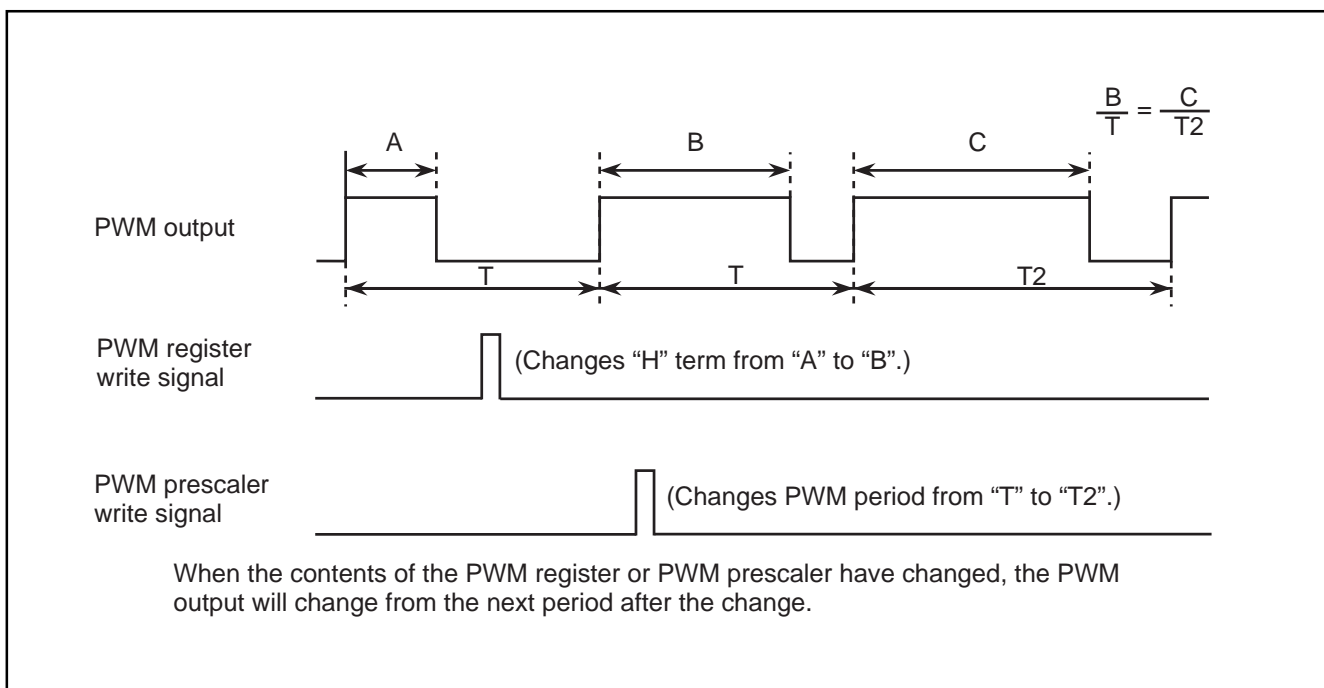 B/T = C/T2
A B C
PWM output
T T T2
PWM register
write signal
(Changes “H” term from “A” to “B”.)
PWM prescaler
write signal
(Changes PWM period from “T” to “T2”.)
When the contents of the PWM register or PWM prescaler have changed, the PWM
output will change from the next period after the change.